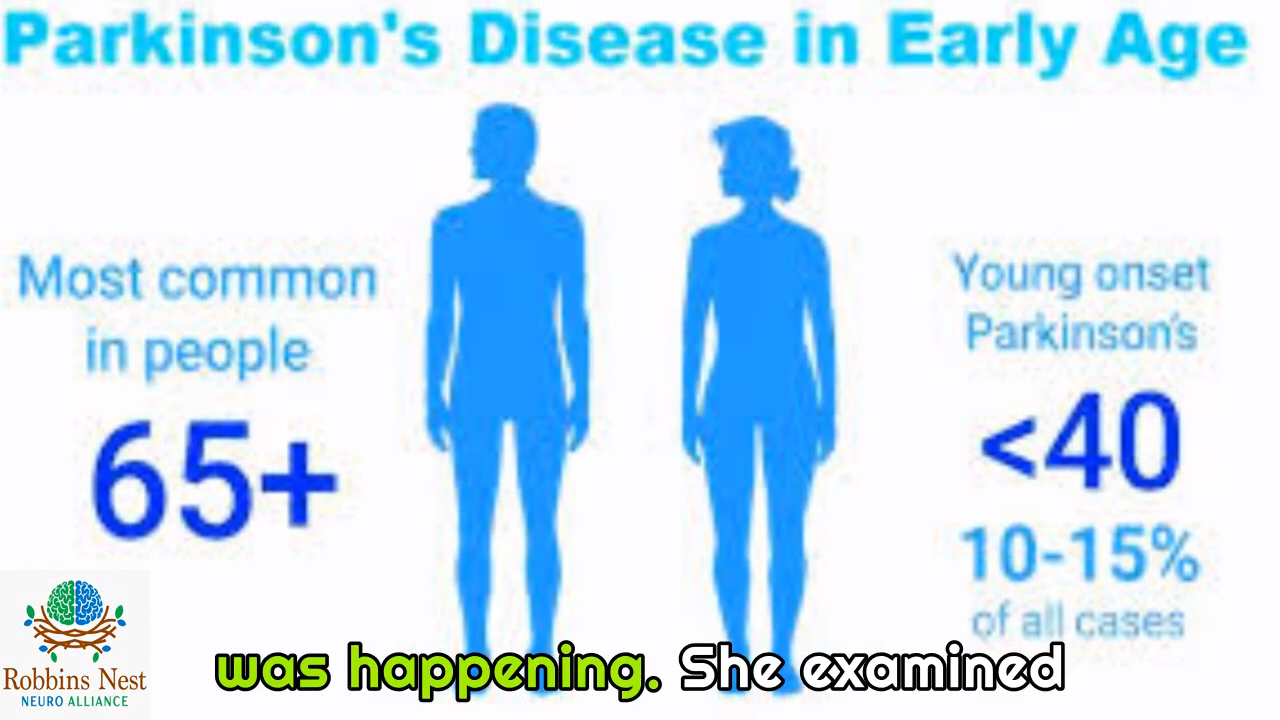 Parkinson's Disease in Early Age
Most common
in people
65+
Young onset
Parkinson's
<40
10-15%
of all cases
Robbins Nest
NEURO ALLIANCE
was happening. She examined